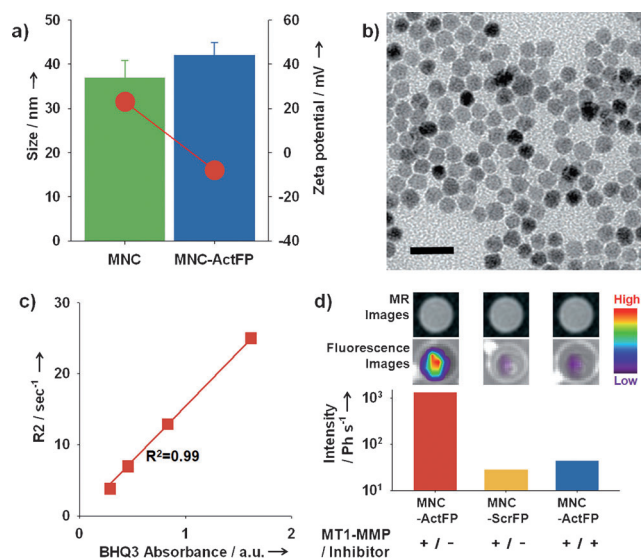 a)
50
40
30
20
10
0
Size / nm →
60
40
20
0
-20
-40
Zeta potential / mV →
MNC
MNC-ActFP
b)
c)
30
20
10
0
R2 / sec⁻¹ →
R²=0.99
0
1
2
BHQ3 Absorbance / a.u. →
d)
MR
Images
Fluorescence
Images
High
Low
Intensity
/ Ph s⁻¹ →
10³
10²
10¹
MNC
-ActFP
MNC
-ScrFP
MNC
-ActFP
MT1-MMP
/ Inhibitor
+ / -
+ / -
+ / +